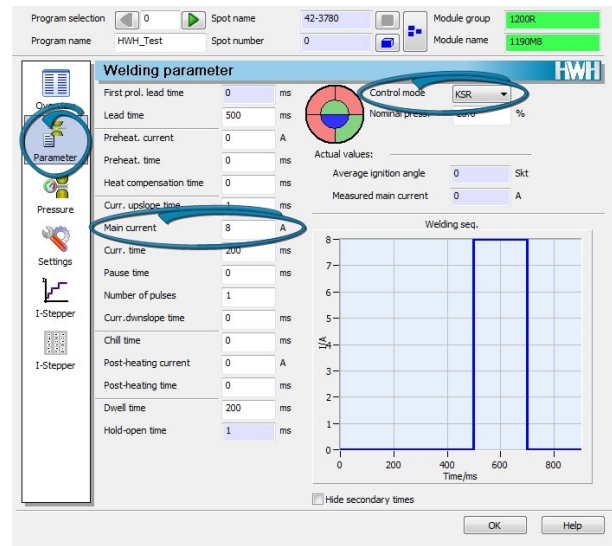 Program selection 0 Spot name 42-3780 Module group 1200R
Program name HWH_Test Spot number 0 Module name 1190M8
Welding parameter HWH
First prol. lead time 0 ms Control mode KSR
Lead time 500 ms Nominal press. %
Preheat. current 0 A
Preheat. time 0 ms Actual values:
Heat compensation time 0 ms Average ignition angle 0 Skt
Curr. upslope time 1 ms Measured main current 0 A
Main current 8 A
Curr. time 200 ms
Pause time 0 ms
Number of pulses 1
Curr.dwnslope time 0 ms
Chill time 0 ms
Post-heating current 0 A
Post-heating time 0 ms
Dwell time 200 ms
Hold-open time 1 ms
Overview
Parameter
Pressure
Settings
I-Stepper
I-Stepper
Welding seq.
8
7
6
5
4
3
2
1
0
I/A
0 200 400 600 800
Time/ms
Hide secondary times
OK Help